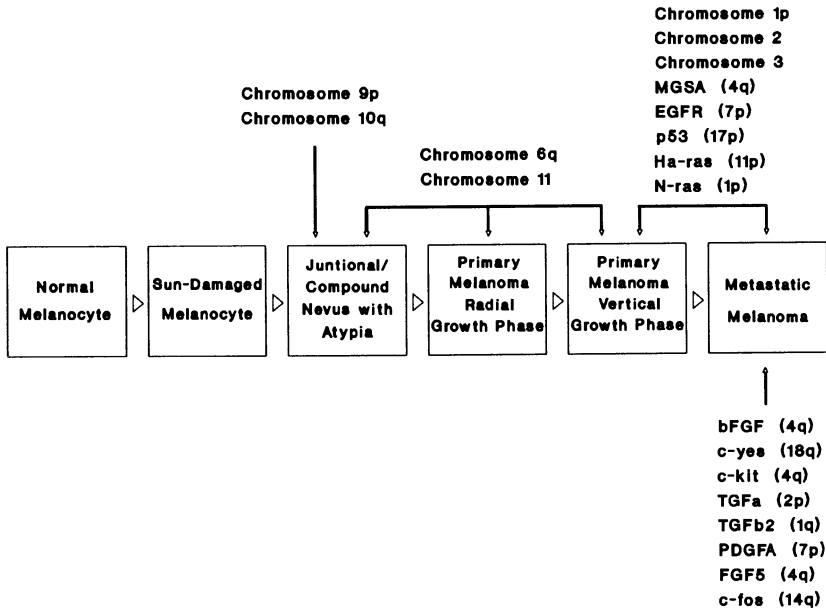 Chromosome 1p
Chromosome 2
Chromosome 3
MGSA (4q)
EGFR (7p)
p53 (17p)
Ha-ras (11p)
N-ras (1p)
Chromosome 9p
Chromosome 10q
Chromosome 6q
Chromosome 11
Normal
Melanocyte
Sun-Damaged
Melanocyte
Juntional/
Compound
Nevus with
Atypia
Primary
Melanoma
Radial
Growth Phase
Primary
Melanoma
Vertical
Growth Phase
Metastatic
Melanoma
bFGF (4q)
c-yes (18q)
c-kit (4q)
TGFa (2p)
TGFb2 (1q)
PDGFA (7p)
FGF5 (4q)
c-fos (14q)